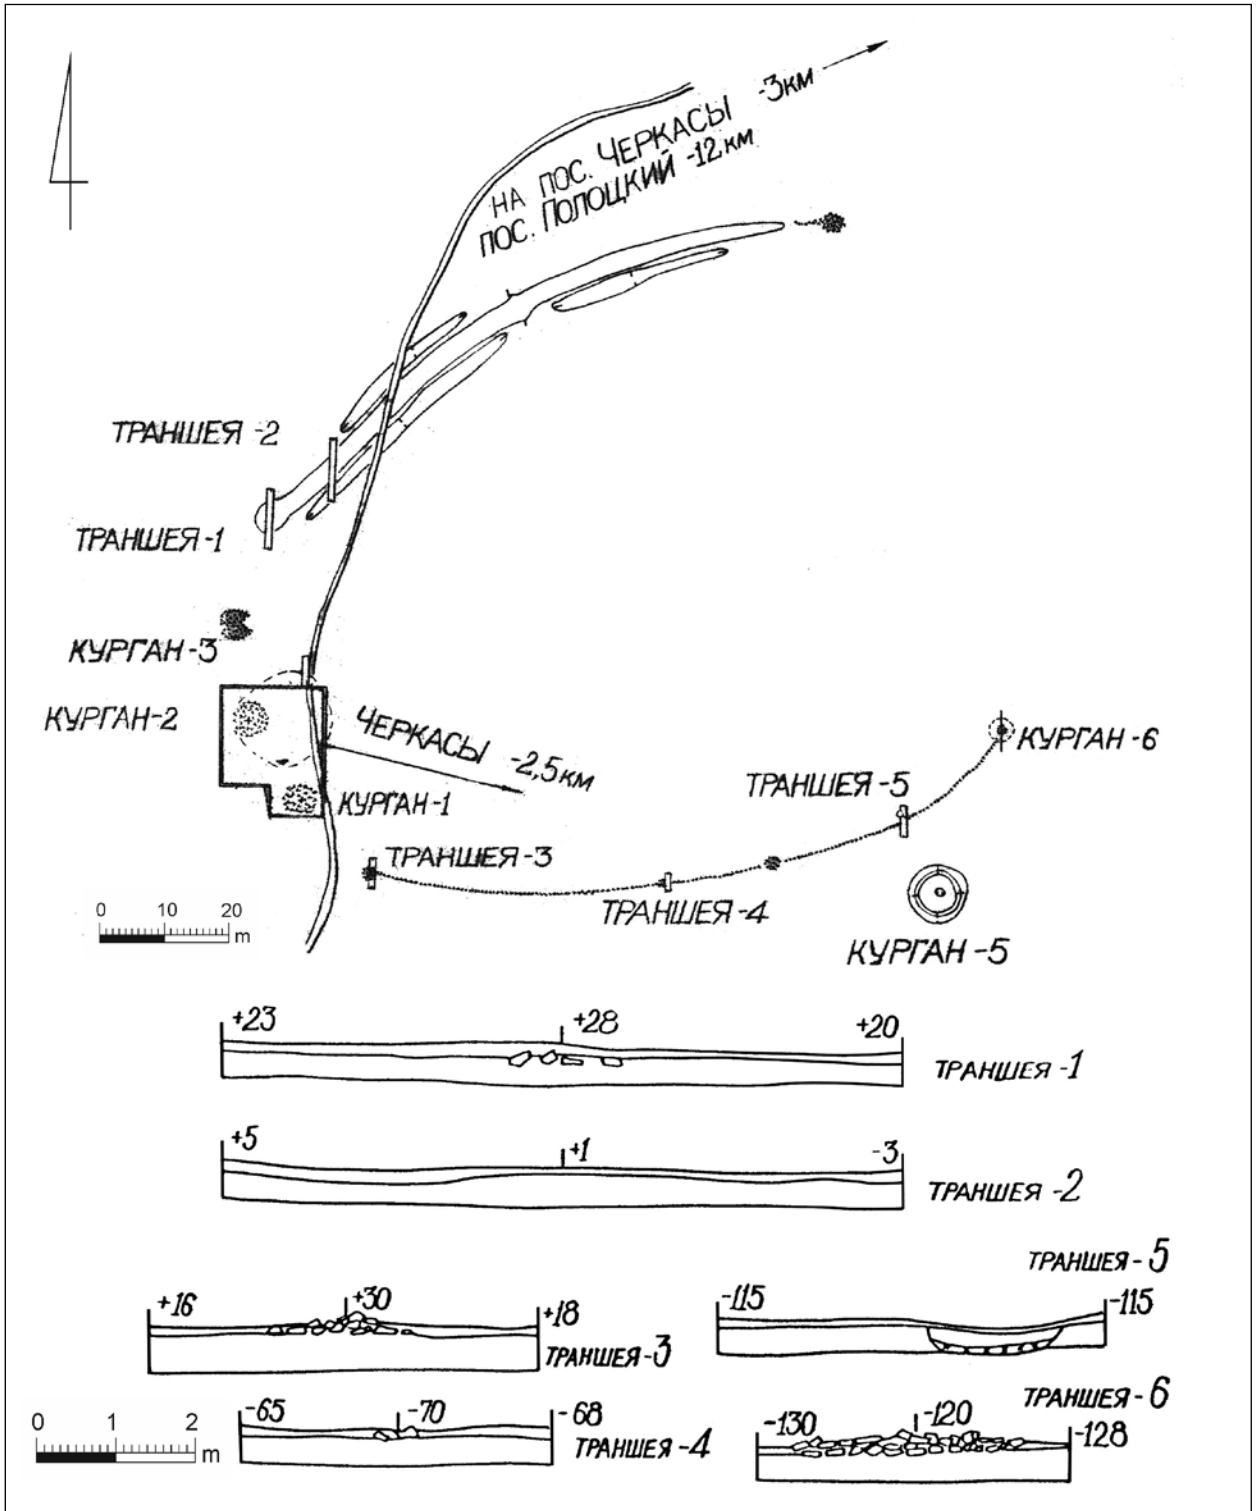 НА ПОС. ЧЕРКАСЫ -3КМ
ПОС. ПОЛОЦКИЙ -12КМ
ТРАНШЕЯ -2
ТРАНШЕЯ -1
КУРГАН -3
КУРГАН -2
ЧЕРКАСЫ -2,5КМ
КУРГАН -1
КУРГАН -6
ТРАНШЕЯ -5
ТРАНШЕЯ -3
ТРАНШЕЯ -4
КУРГАН -5
0 10 20 m
+23 +28 +20
ТРАНШЕЯ -1
+5 +1 -3
ТРАНШЕЯ -2
ТРАНШЕЯ - 5
+16 +30 +18
ТРАНШЕЯ -3
-115 -115
ТРАНШЕЯ - 6
-65 -70 -68
ТРАНШЕЯ -4
-130 -120 -128
0 1 2 m